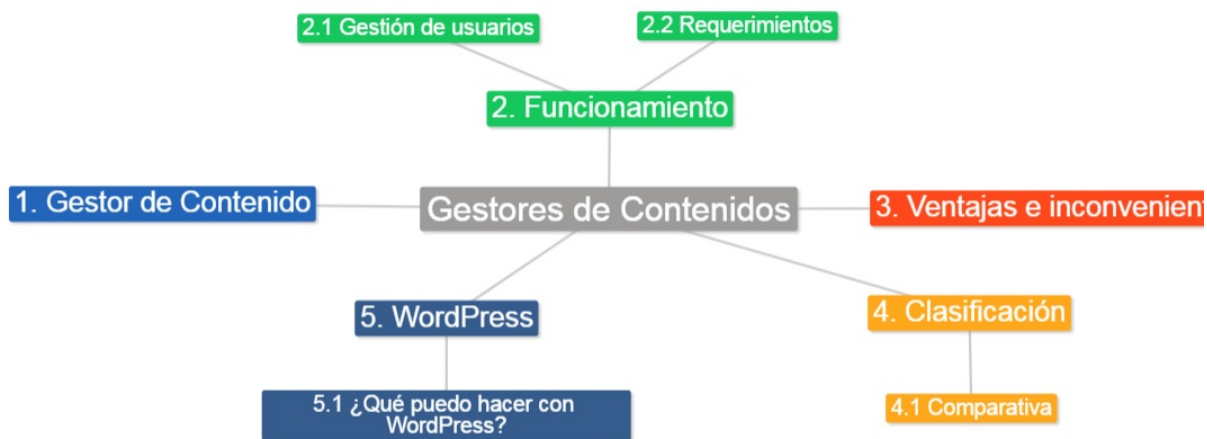 2.1 Gestión de usuarios
2.2 Requerimientos
2. Funcionamiento
1. Gestor de Contenido
Gestores de Contenidos
3. Ventajas e
5. WordPress
4. Clasificación
5.1 ¿Qué puedo hacer con
WordPress?
4.1 Comparativa